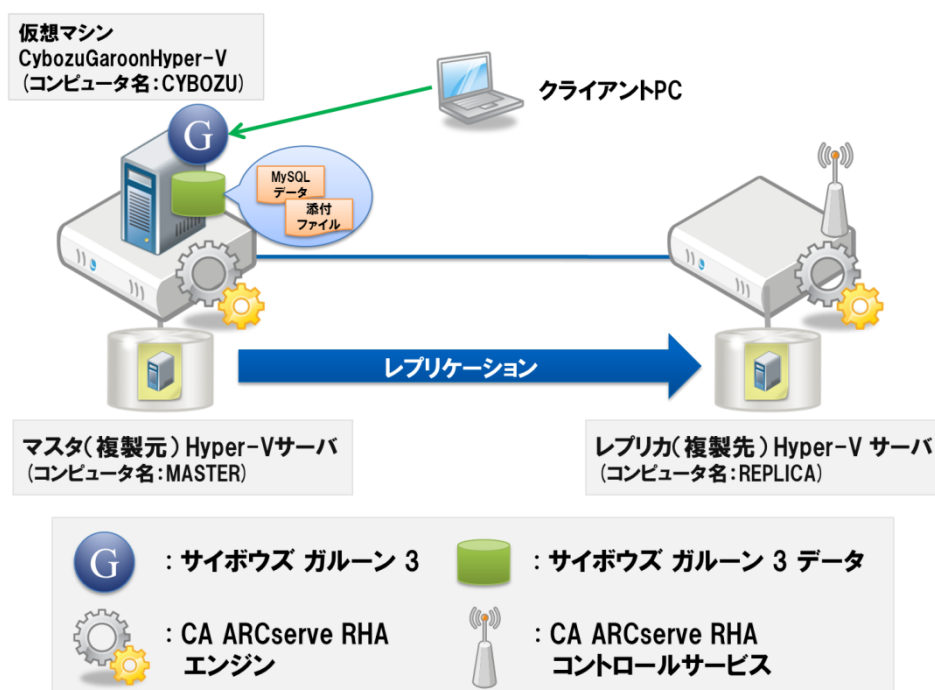 仮想マシン
CybozuGaroonHyper-V
(コンピュータ名:CYBOZU)
クライアントPC
G
MySQL
データ
添付
ファイル
レプリケーション
マスタ(複製元)Hyper-Vサーバ
(コンピュータ名:MASTER)
レプリカ(複製先)Hyper-V サーバ
(コンピュータ名:REPLICA)
G :サイボウズ ガルーン 3
:サイボウズ ガルーン 3 データ
:CA ARCserve RHA
エンジン
:CA ARCserve RHA
コントロールサービス